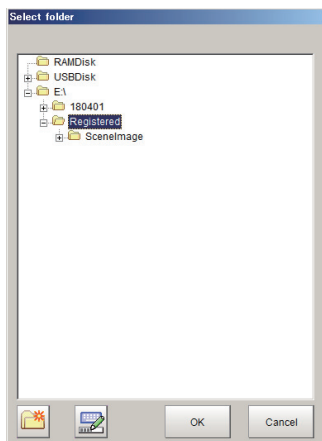 Select folder
RAMDisk
USBDisk
E:\
180401
Registered
SceneImage
OK
Cancel